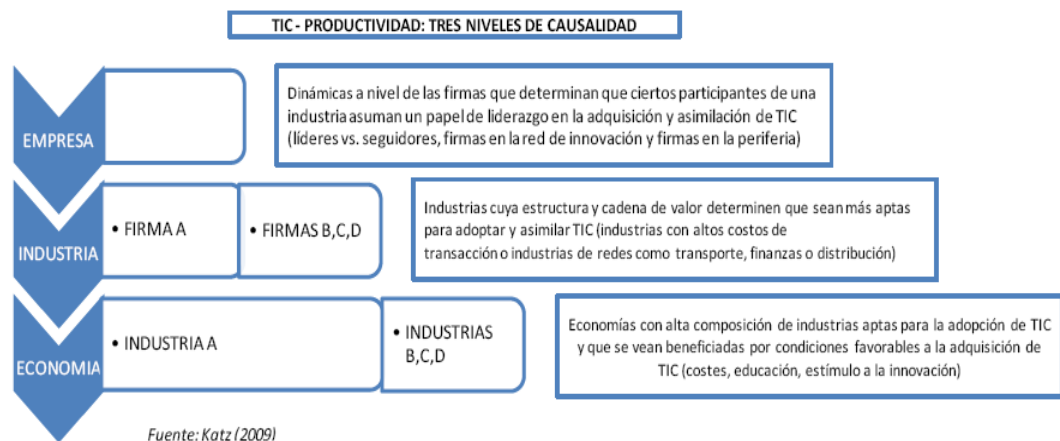 TIC - PRODUCTIVIDAD: TRES NIVELES DE CAUSALIDAD
EMPRESA
Dinámicas a nivel de las firmas que determinan que ciertos participantes de una
industria asuman un papel de liderazgo en la adquisición y asimilación de TIC
(líderes vs. seguidores, firmas en la red de innovación y firmas en la periferia)
INDUSTRIA
• FIRMA A
• FIRMAS B,C,D
Industrias cuya estructura y cadena de valor determinen que sean más aptas
para adoptar y asimilar TIC (industrias con altos costos de
transacción o industrias de redes como transporte, finanzas o distribución)
ECONOMIA
• INDUSTRIA A
• INDUSTRIAS
B,C,D
Economías con alta composición de industrias aptas para la adopción de TIC
y que se vean beneficiadas por condiciones favorables a la adquisición de
TIC (costes, educación, estímulo a la innovación)
Fuente: Katz (2009)